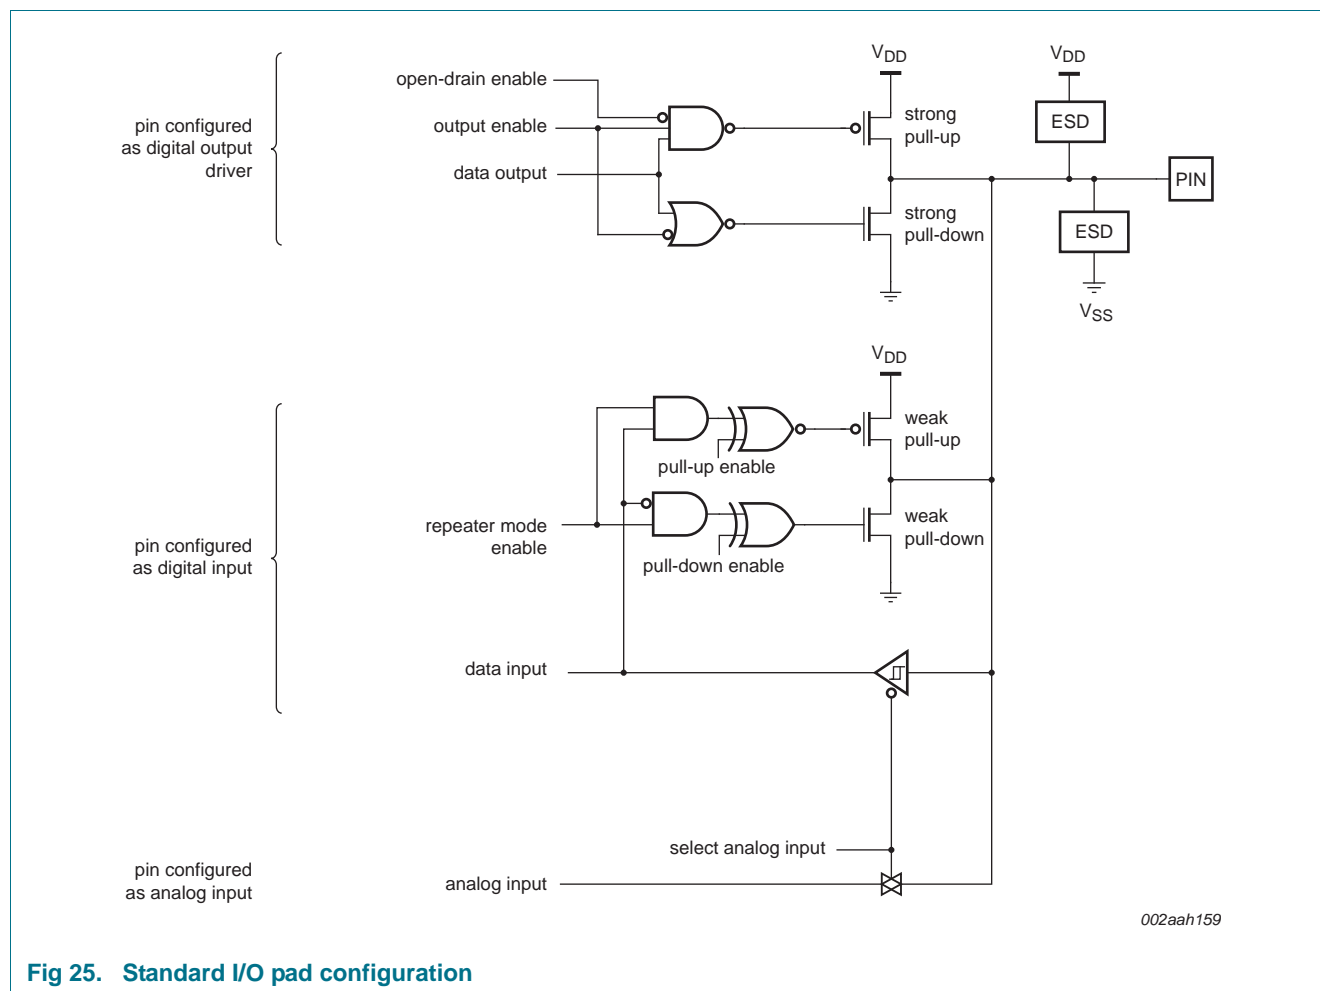 VDD
VDD
open-drain enable
strong
pull-up
ESD
pin configured
as digital output
driver
output enable
data output
PIN
strong
pull-down
ESD
VSS
VDD
weak
pull-up
pull-up enable
repeater mode
enable
weak
pull-down
pin configured
as digital input
pull-down enable
data input
select analog input
pin configured
as analog input
analog input
002aah159
Fig 25. Standard I/O pad configuration